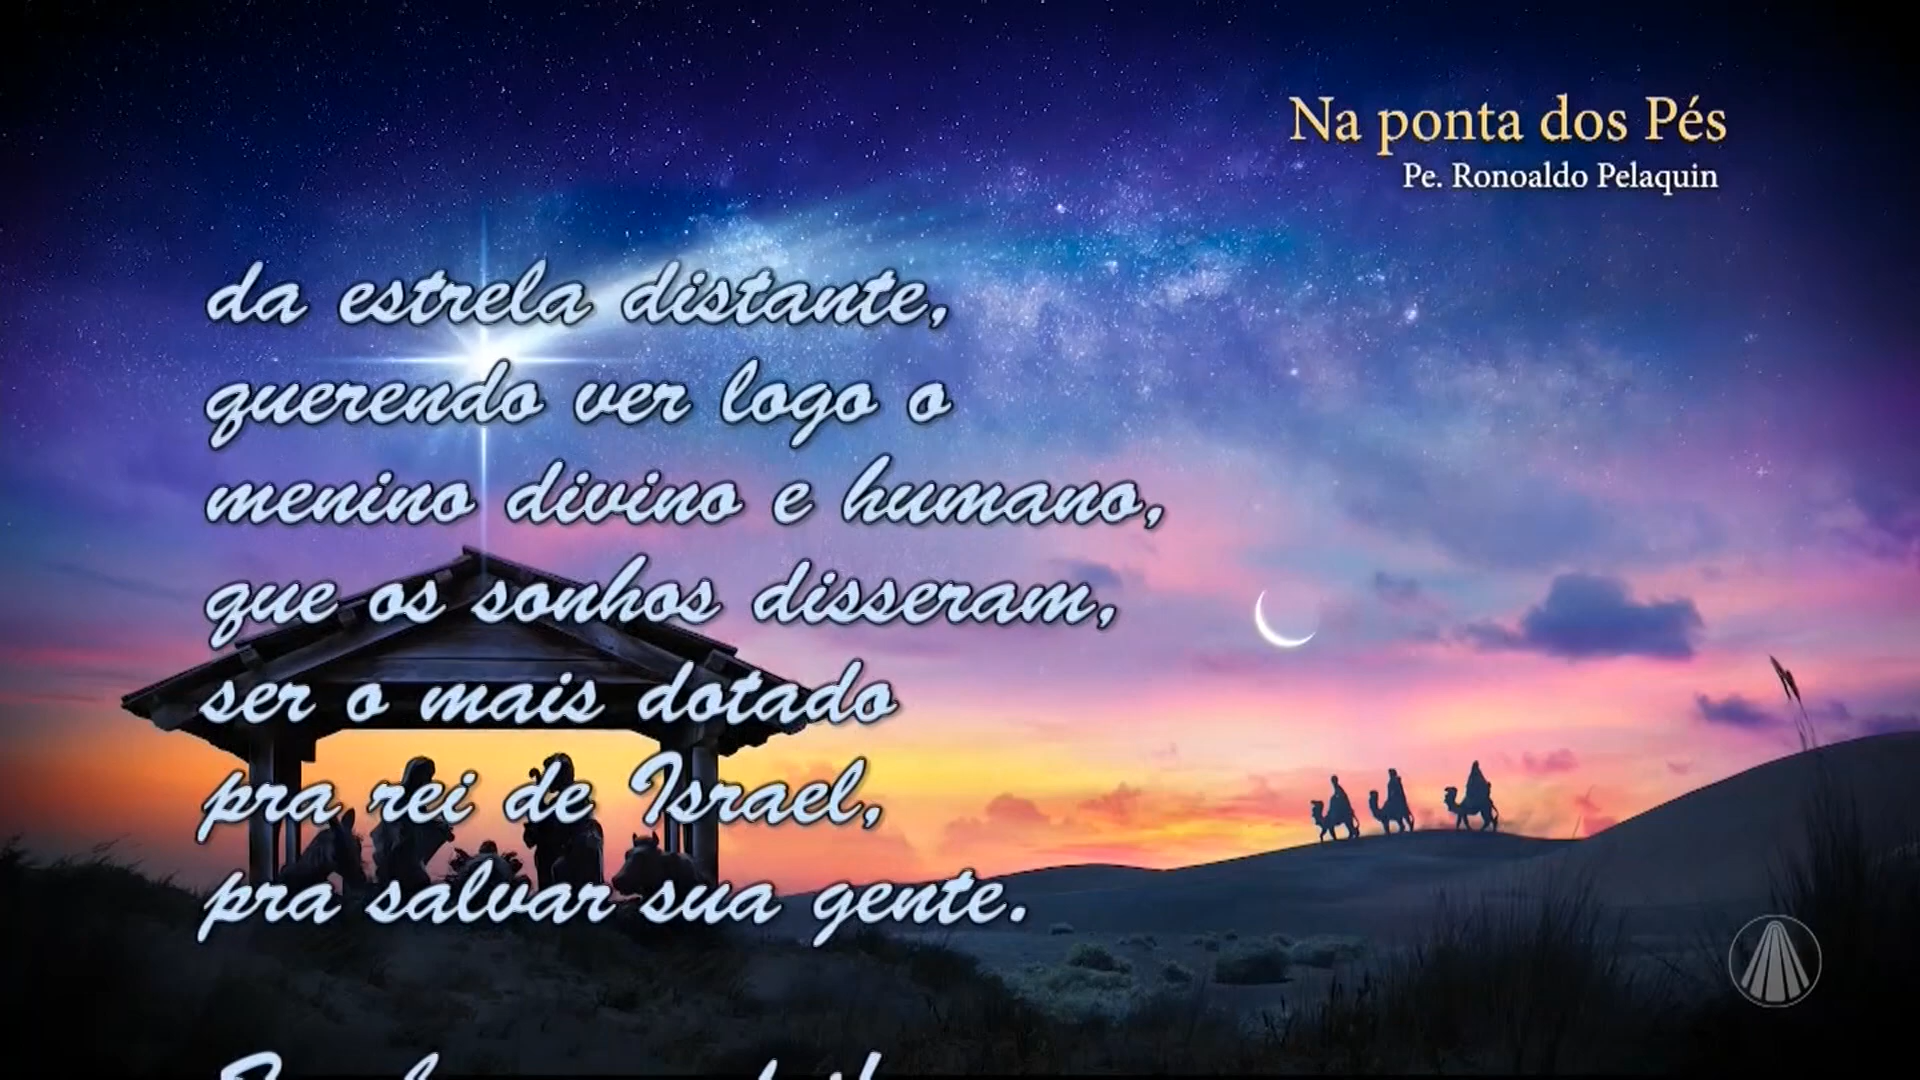 Na ponta dos Pés
Pe. Ronoaldo Pelaquin
da estrela distante,
querendo ver logo o
menino divino e humano,
que os sonhos disseram,
ser o mais dotado
pra rei de Israel,
pra salvar sua gente.